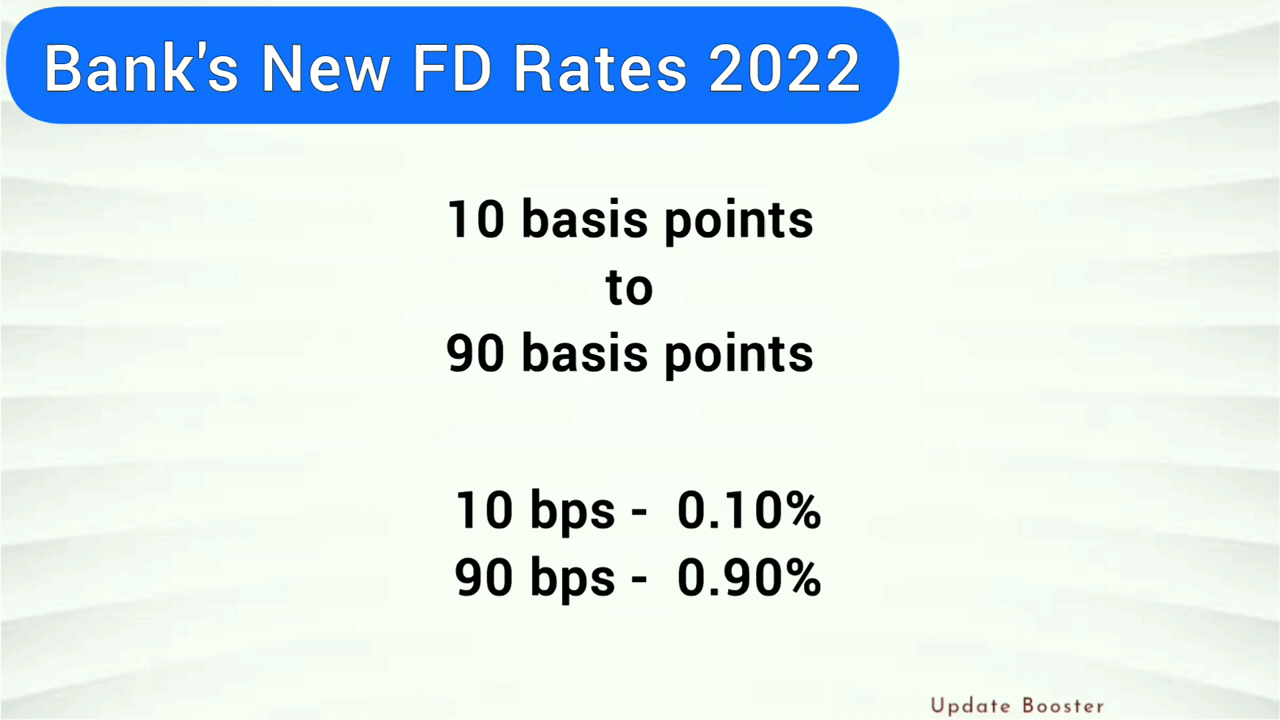 Bank's New FD Rates 2022
10 basis points
to
90 basis points
10 bps - 0.10%
90 bps - 0.90%
Update Booster